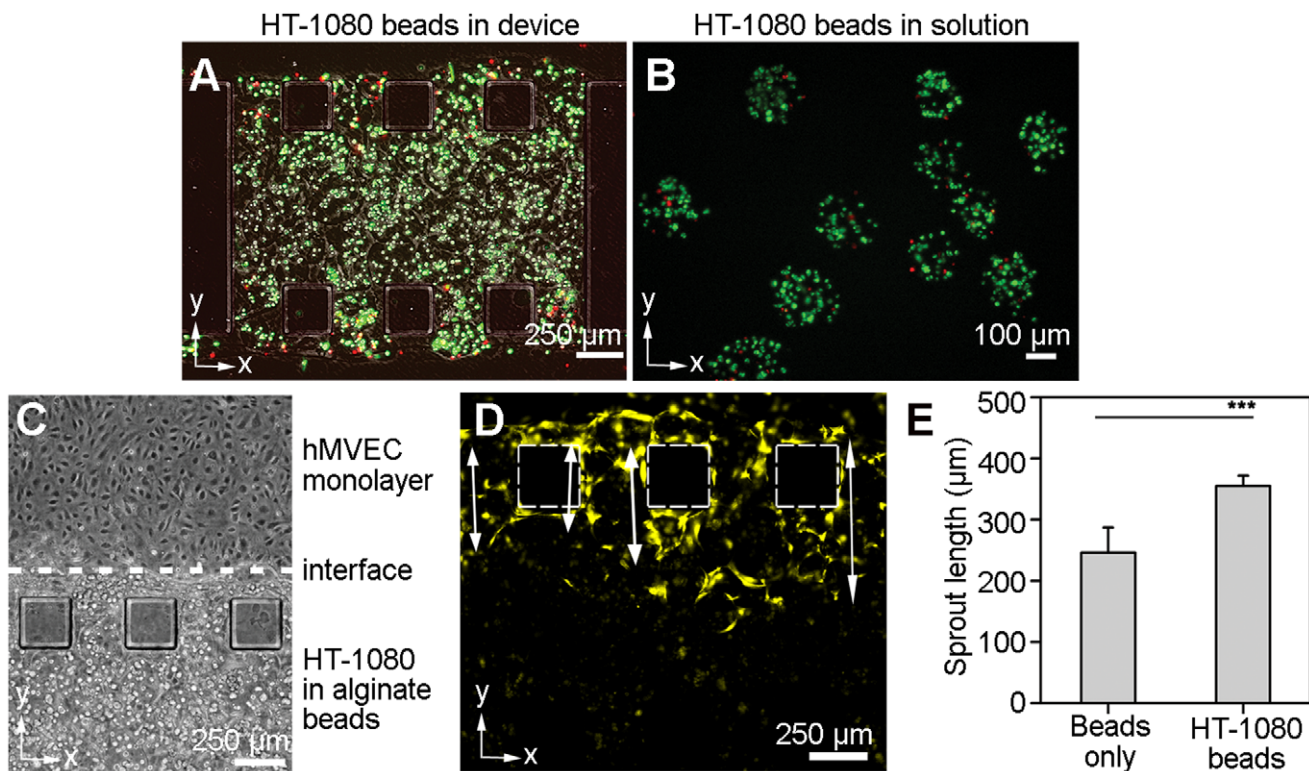 HT-1080 beads in device
HT-1080 beads in solution
A
y
x
250 µm
B
y
x
100 µm
C
hMVEC
monolayer
interface
HT-1080
in alginate
beads
y
x
250 µm
D
y
x
250 µm
E
***
Sprout length (µm)
500
400
300
200
100
0
Beads
only
HT-1080
beads